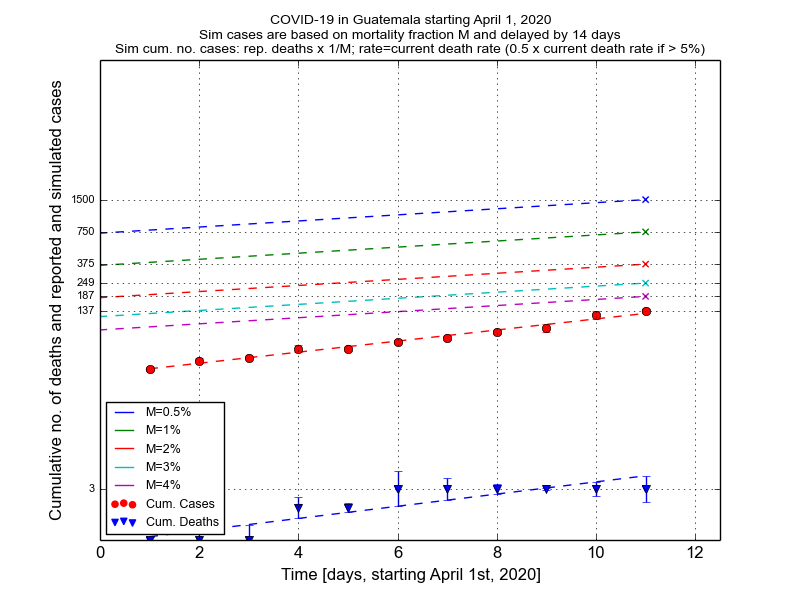 COVID-19 in Guatemala starting April 1, 2020
Sim cases are based on mortality fraction M and delayed by 14 days
Sim cum. no. cases: rep. deaths x 1/M; rate=current death rate (0.5 x current death rate if > 5%)
Cumulative no. of deaths and reported and simulated cases
1500
750
375
249
187
137
3
M=0.5%
M=1%
M=2%
M=3%
M=4%
Cum. Cases
Cum. Deaths
0 2 4 6 8 10 12
Time [days, starting April 1st, 2020]